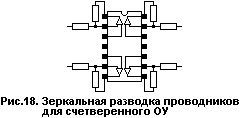 Рис.18. Зеркальная разводка проводников
для счетверенного ОУ